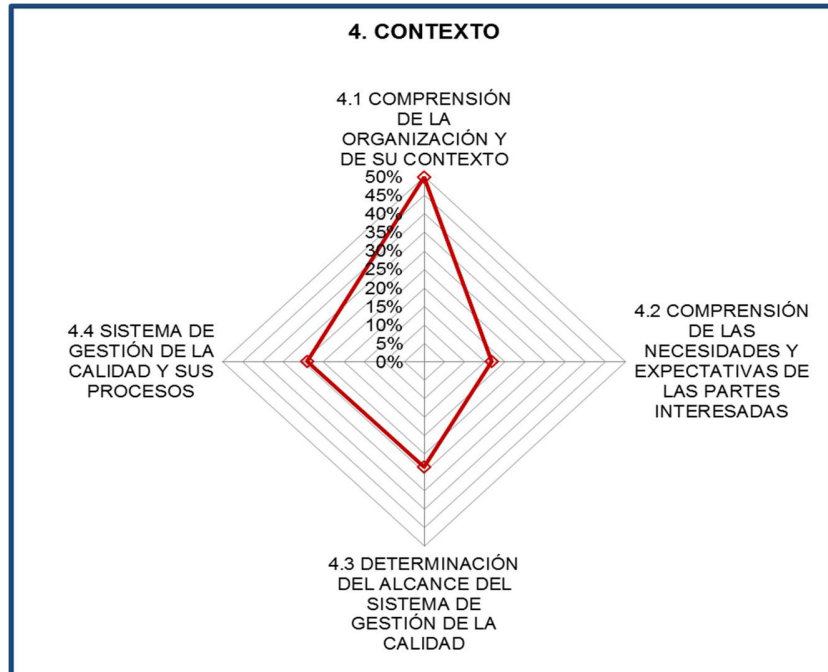 4. CONTEXTO
4.1 COMPRENSIÓN
DE LA
ORGANIZACIÓN Y
DE SU CONTEXTO
50%
45%
40%
35%
30%
25%
20%
15%
10%
5%
0%
4.2 COMPRENSIÓN
DE LAS
NECESIDADES Y
EXPECTATIVAS DE
LAS PARTES
INTERESADAS
4.3 DETERMINACIÓN
DEL ALCANCE DEL
SISTEMA DE
GESTIÓN DE LA
CALIDAD
4.4 SISTEMA DE
GESTIÓN DE LA
CALIDAD Y SUS
PROCESOS